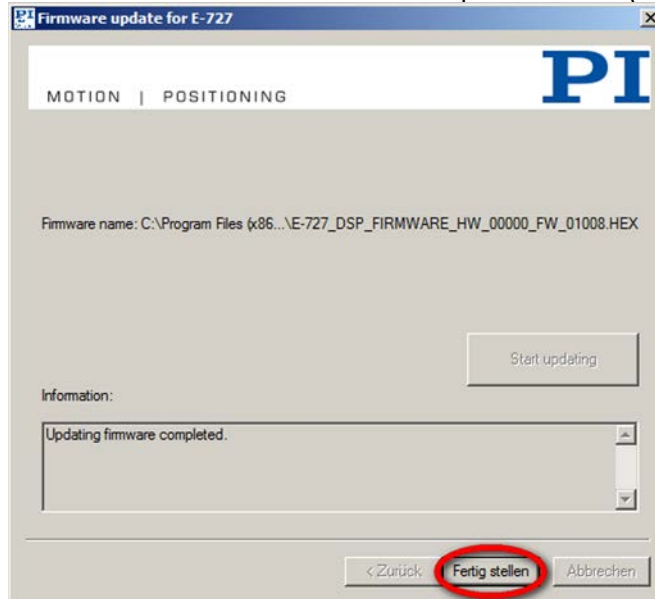 Firmware update for E-727
PI
MOTION | POSITIONING
Firmware name: C:\Program Files (x86...\E-727_DSP_FIRMWARE_HW_00000_FW_01008.HEX
Start updating
Information:
Updating firmware completed.
< Zurück Fertig stellen Abbrechen